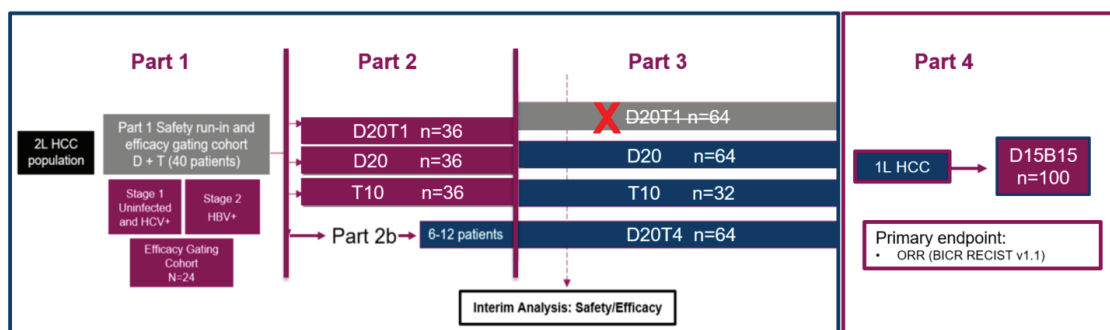 Part 1
Part 2
Part 3
Part 4
2L HCC
population
Part 1 Safety run-in and
efficacy gating cohort
D + T (40 patients)
Stage 1
Uninfected
and HCV+
Stage 2
HBV+
Efficacy Gating
Cohort
N=24
D20T1 n=36
D20 n=36
T10 n=36
Part 2b
6-12 patients
X D20T1 n=64
D20 n=64
T10 n=32
D20T4 n=64
Interim Analysis: Safety/Efficacy
1L HCC
D15B15
n=100
Primary endpoint:
• ORR (BICR RECIST v1.1)